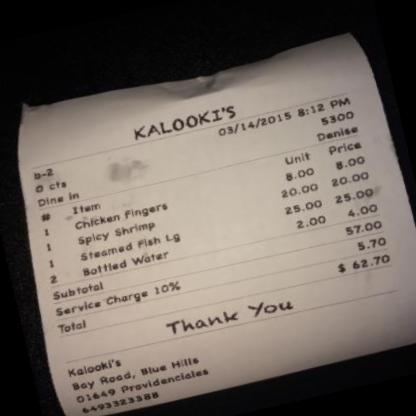 KALOOKI'S
03/14/2015 8:12 PM
b-2 5300
0 cts Denise
Dine in
# Item Unit Price
1 Chicken Fingers 8.00 8.00
1 Spicy Shrimp 20.00 20.00
1 Steamed Fish Lg 25.00 25.00
2 Bottled Water 2.00 4.00
Subtotal 57.00
Service Charge 10% 5.70
Total $ 62.70
Thank You
Kalooki's
Bay Road, Blue Hills
01649 Providenciales
6493323388